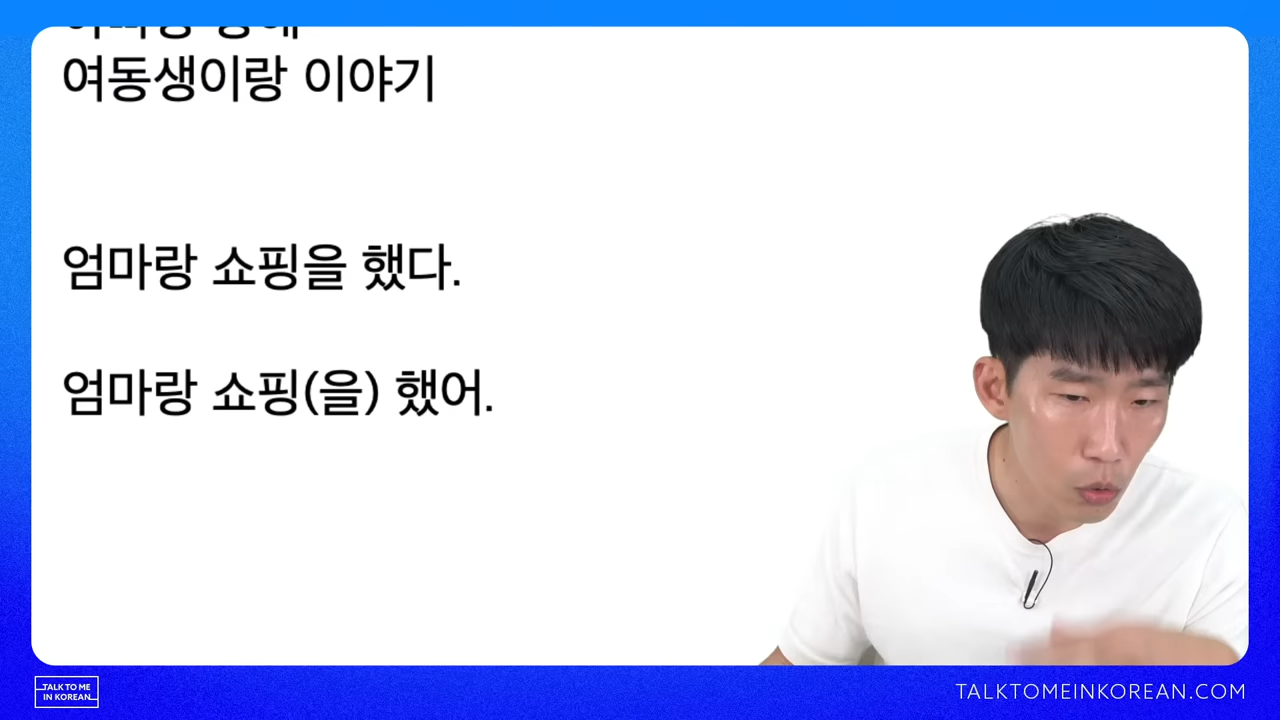 여동생이랑 이야기
엄마랑 쇼핑을 했다.
엄마랑 쇼핑(을) 했어.
TALK TO ME
IN KOREAN
TALKTOMEINKOREAN.COM